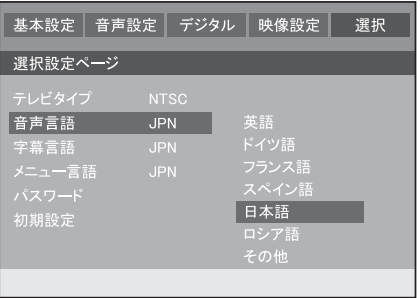 基本設定 音声設定 デジタル 映像設定 選択
選択設定ページ
テレビタイプ NTSC
音声言語 JPN 英語
字幕言語 JPN ドイツ語
メニュー言語 JPN フランス語
パスワード スペイン語
初期設定 日本語
ロシア語
その他